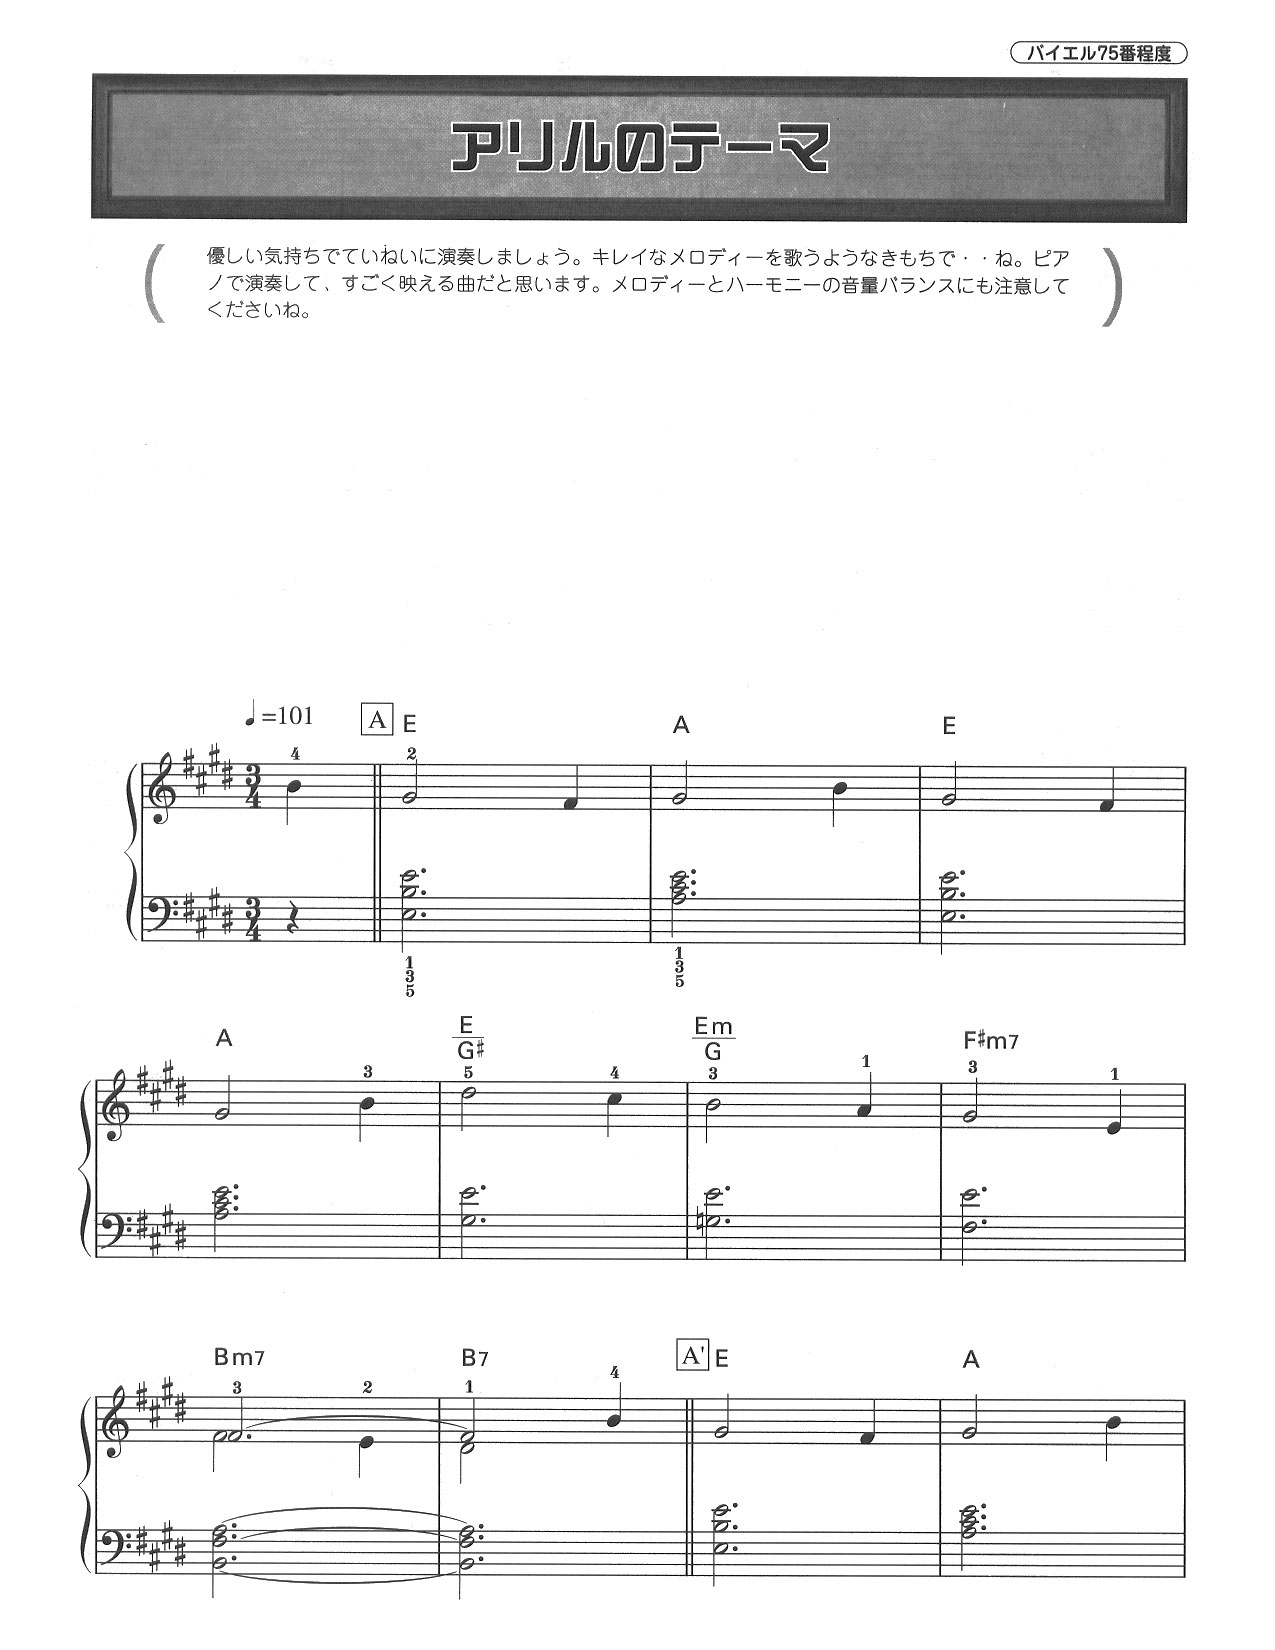 バイエル75番程度
アリルのテーマ
優しい気持ちでていねいに演奏しましょう。キレイなメロディーを歌うようなきもちで・・ね。ピア
ノで演奏して、すごく映える曲だと思います。メロディーとハーモニーの音量バランスにも注意して
くださいね。
♩=101 A E A E
4 2
3 4
3 4
1 1
3 3
5 5
A E/G# Em/G F#m7
3 5 4 3 1 3 1
Bm7 B7 A' E A
3 2 1 4